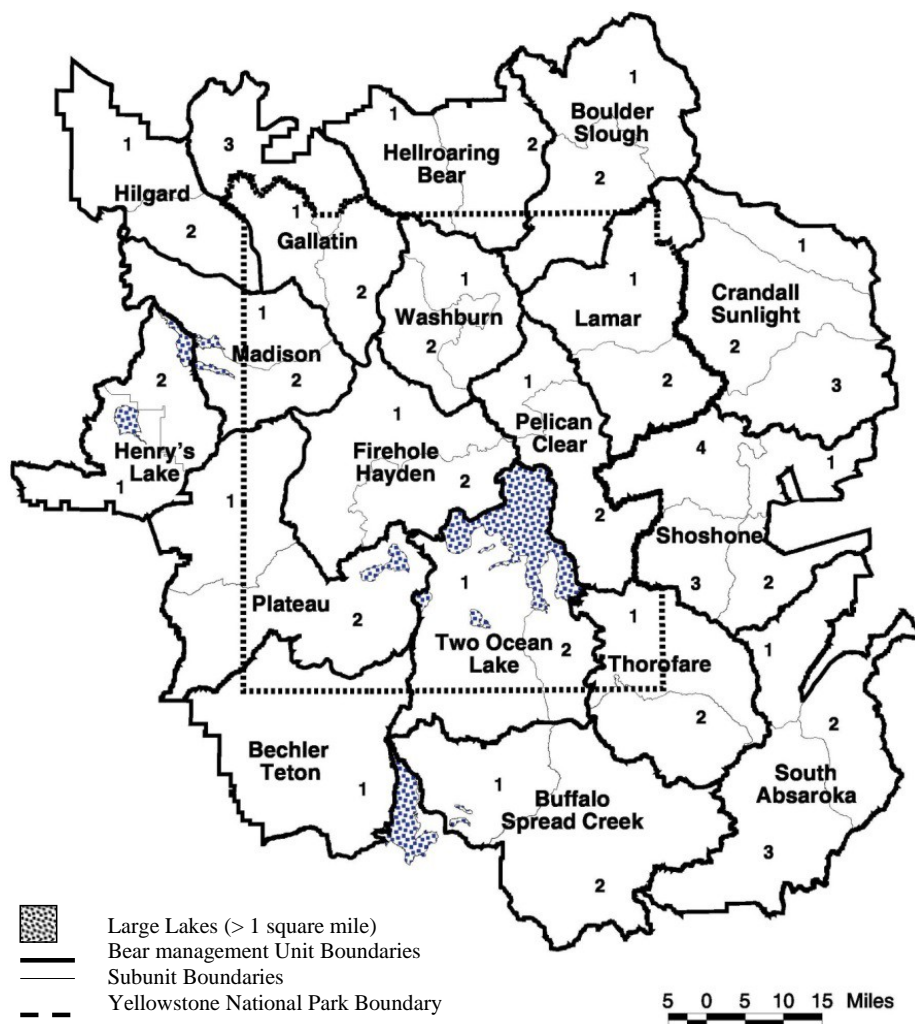 1
Boulder
Slough
1
Hellroaring
Bear
2
1
3
2
Hilgard
1
Gallatin
2
1
Crandall
Sunlight
1
Washburn
1
Lamar
2
1
Madison
2
2
2
2
2
1
3
1
Pelican
Clear
Henry's
Lake
1
Firehole
Hayden
2
4
1
1
2
Shoshone
1
3
2
Plateau
2
1
Two Ocean
Lake
2
Thorofare
1
2
2
Bechler
Teton
1
1
Buffalo
Spread Creek
South
Absaroka
3
2
Large Lakes (> 1 square mile)
Bear management Unit Boundaries
Subunit Boundaries
Yellowstone National Park Boundary
5 0 5 10 15 Miles